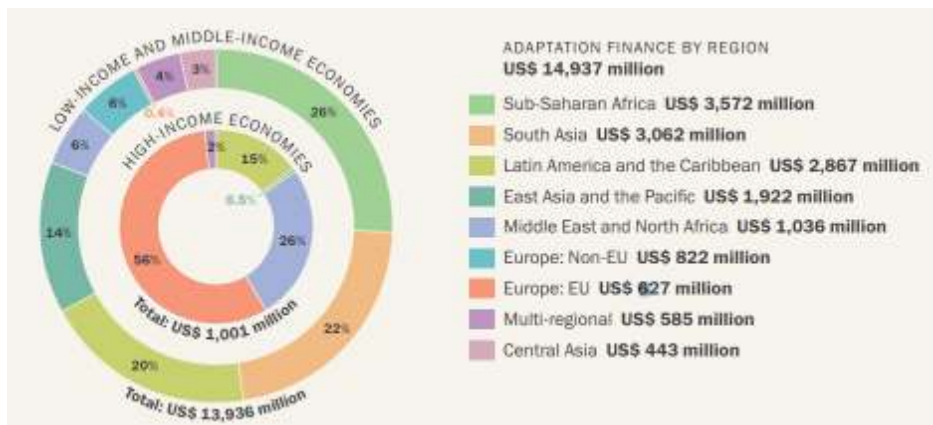 LOW-INCOME AND MIDDLE-INCOME ECONOMIES
4%
3%
6%
0.4%
6%
26%
HIGH-INCOME ECONOMIES
2%
15%
0.5%
14%
26%
56%
Total: US$ 1,001 million
22%
20%
Total: US$ 13,936 million
ADAPTATION FINANCE BY REGION
US$ 14,937 million
Sub-Saharan Africa US$ 3,572 million
South Asia US$ 3,062 million
Latin America and the Caribbean US$ 2,867 million
East Asia and the Pacific US$ 1,922 million
Middle East and North Africa US$ 1,036 million
Europe: Non-EU US$ 822 million
Europe: EU US$ 627 million
Multi-regional US$ 585 million
Central Asia US$ 443 million